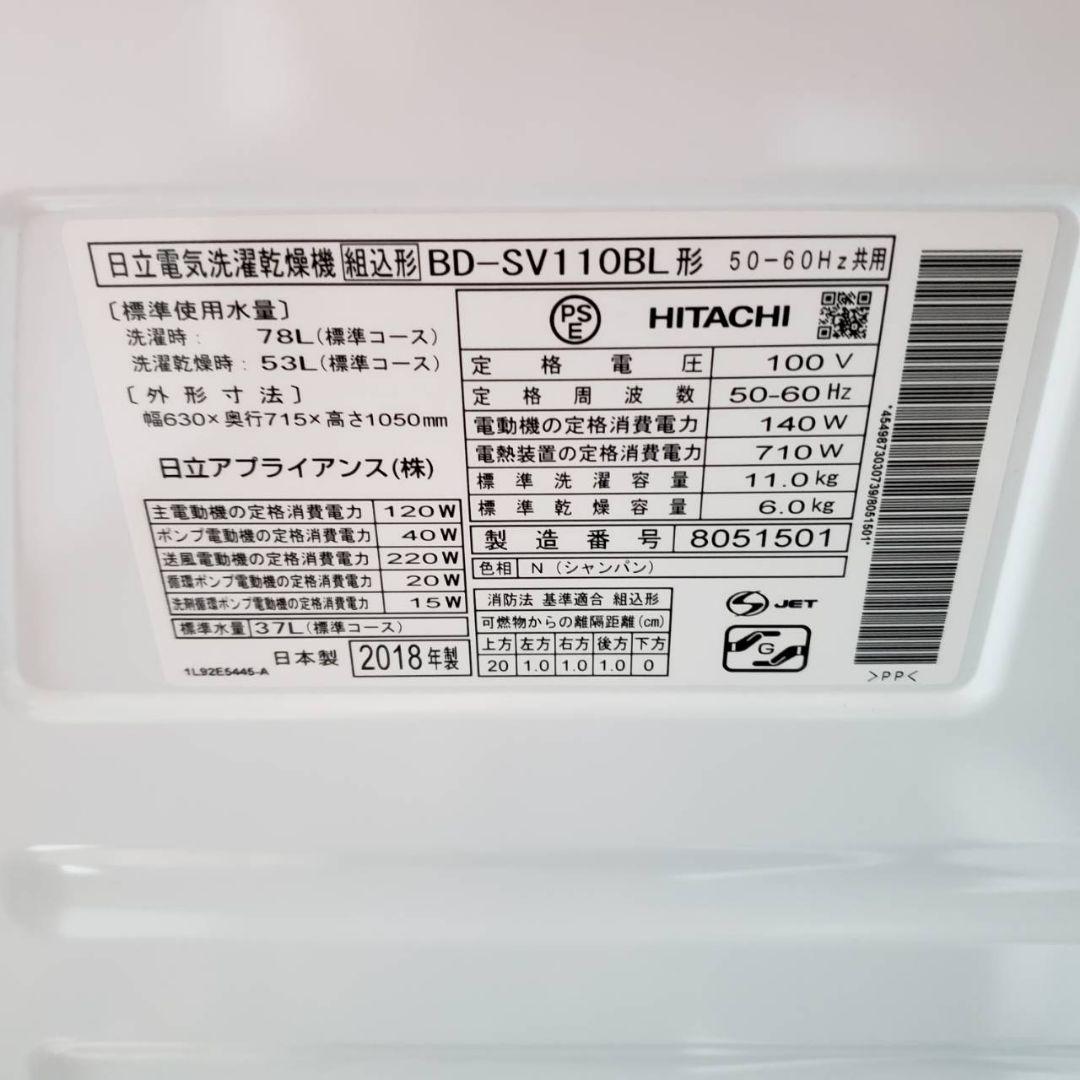 日立電気洗濯乾燥機 組込形 BD-SV110BL形 50-60Hz共用
〔標準使用水量〕
洗濯時: 78L(標準コース)
洗濯乾燥時: 53L(標準コース)
〔外形寸法〕
幅630×奥行715×高さ1050mm
日立アプライアンス(株)
主電動機の定格消費電力 120W
ポンプ電動機の定格消費電力 40W
送風電動機の定格消費電力 220W
循環ポンプ電動機の定格消費電力 20W
洗剤循環ポンプ電動機の定格消費電力 15W
標準水量 37L(標準コース)
日本製 2018年製
1L92E5445-A
PSE HITACHI
定格電圧 100V
定格周波数 50-60Hz
電動機の定格消費電力 140W
電熱装置の定格消費電力 710W
標準洗濯容量 11.0kg
標準乾燥容量 6.0kg
製造番号 8051501
色相 N(シャンパン)
消防法 基準適合 組込形
可燃物からの離隔距離(cm)
上方 左方 右方 後方 下方
20 1.0 1.0 1.0 0
S JET
G
*4549873030739/8051501*
>PP<